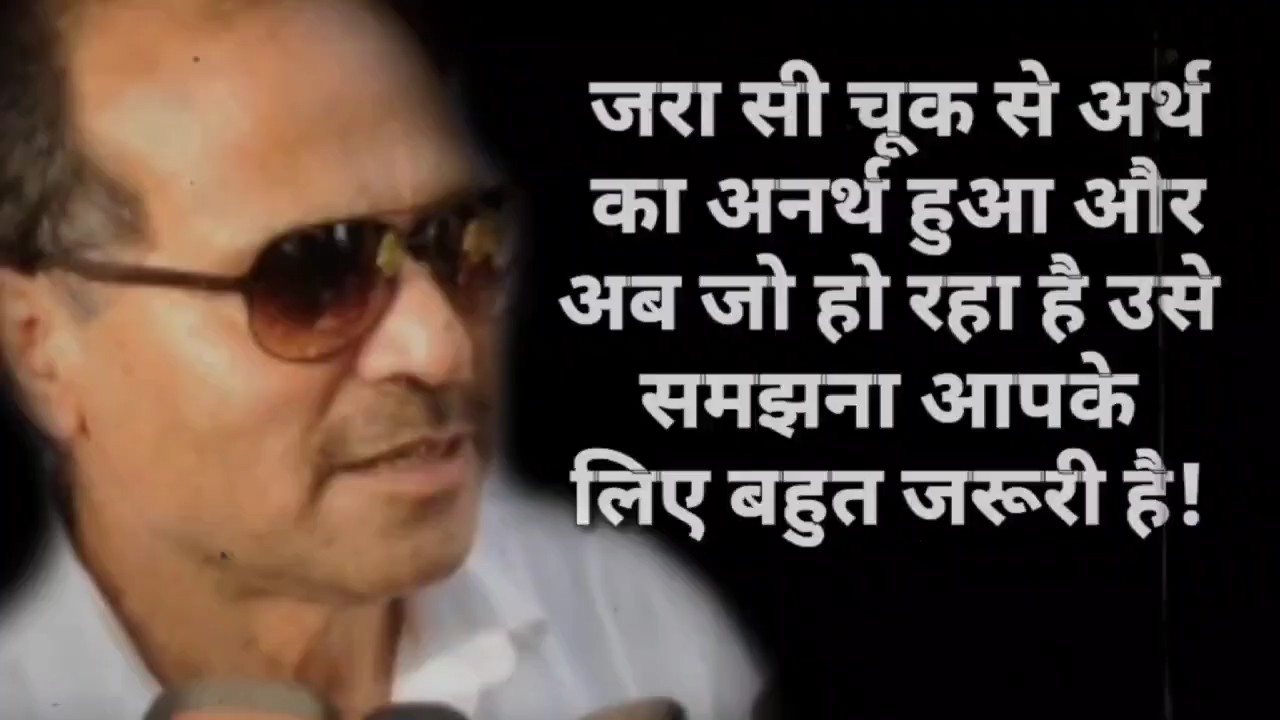 जरा सी चूक से अर्थ
का अनर्थ हुआ और
अब जो हो रहा है उसे
समझना आपके
लिए बहुत जरूरी है!